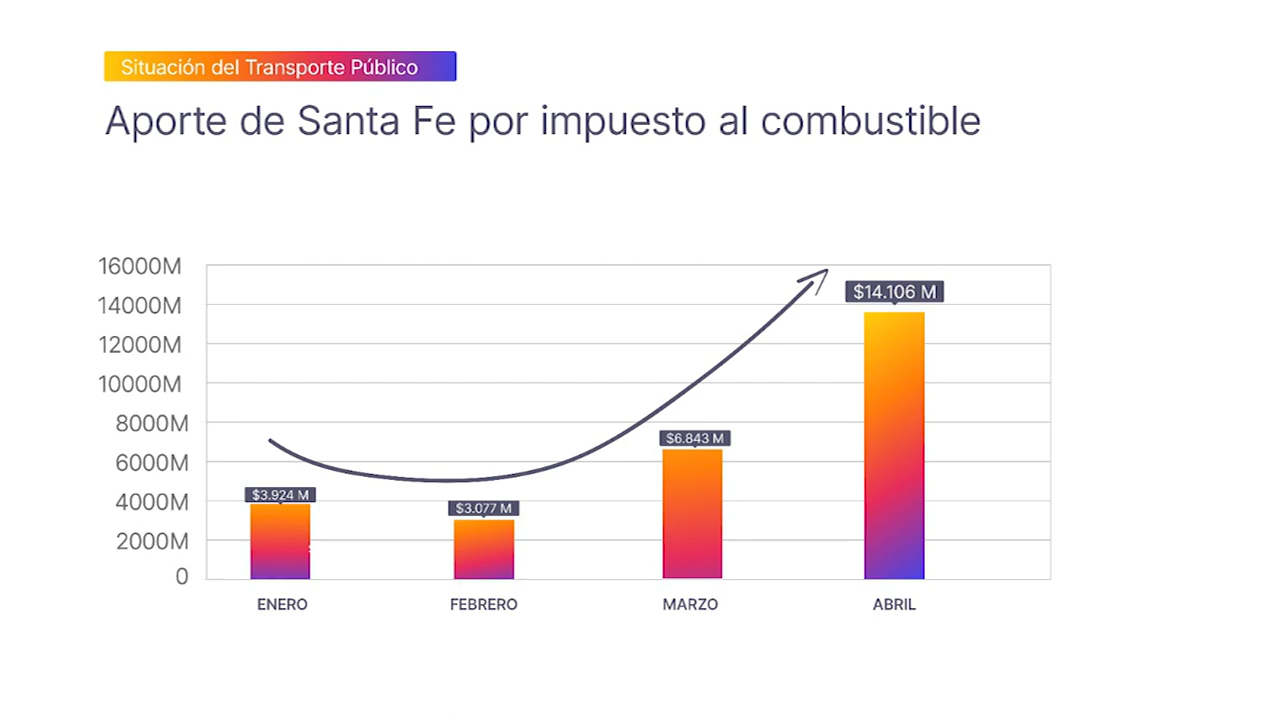 Situación del Transporte Público
Aporte de Santa Fe por impuesto al combustible
16000M
14000M
12000M
10000M
8000M
6000M
4000M
2000M
0
$3.924 M
$3.077 M
$6.843 M
$14.106 M
ENERO
FEBRERO
MARZO
ABRIL